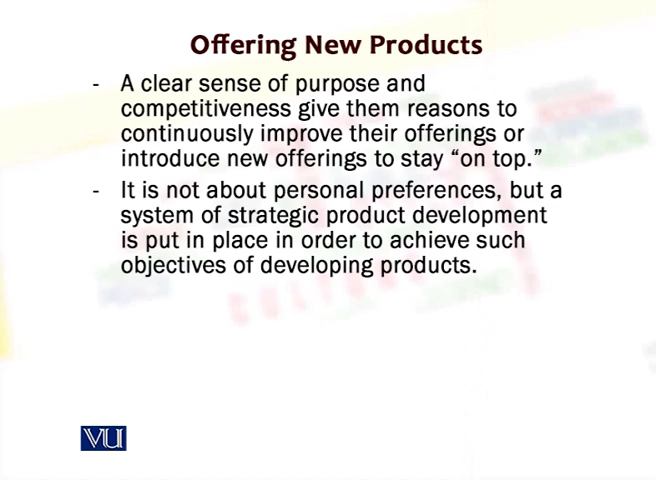 Offering New Products
- A clear sense of purpose and
competitiveness give them reasons to
continuously improve their offerings or
introduce new offerings to stay “on top.”
- It is not about personal preferences, but a
system of strategic product development
is put in place in order to achieve such
objectives of developing products.
VU